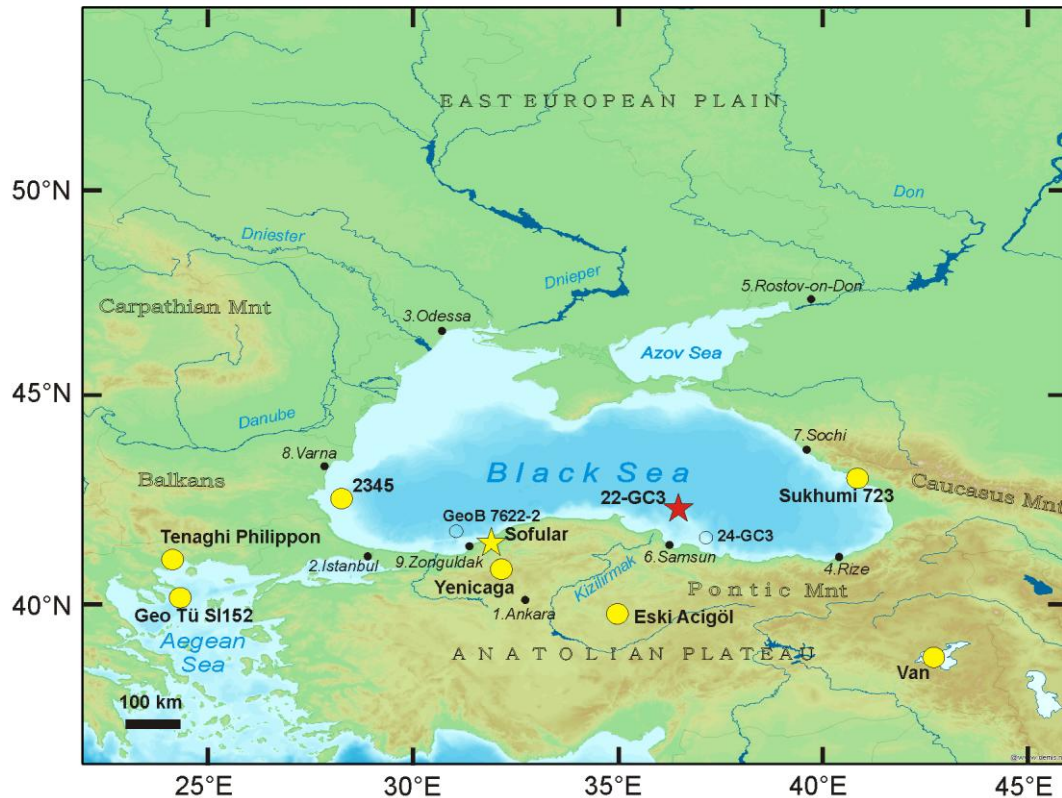 EAST EUROPEAN PLAIN
50°N
Don
Dniester
Dnieper
5.Rostov-on-Don
Carpathian Mnt
3.Odessa
Azov Sea
45°N
Danube
7.Sochi
8.Varna
Black Sea
Caucasus Mnt
Balkans
2345
22-GC3
Sukhumi 723
GeoB 7622-2
Sofular
24-GC3
Tenaghi Philippon
2.Istanbul
9.Zonguldak
6.Samsun
4.Rize
Yenicaga
Kizilirmak
Pontic Mnt
40°N
Geo Tü Sl152
1.Ankara
Eski Acigöl
Aegean
Sea
ANATOLIAN PLATEAU
Van
100 km
25°E
30°E
35°E
40°E
45°E